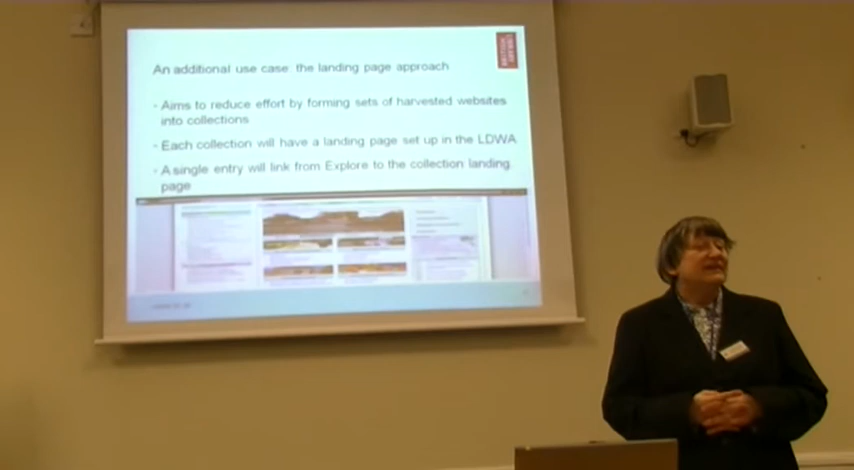 An additional use case: the landing page approach
BRITISH
LIBRARY
- Aims to reduce effort by forming sets of harvested websites
into collections
- Each collection will have a landing page set up in the LDWA
- A single entry will link from Explore to the collection landing
page